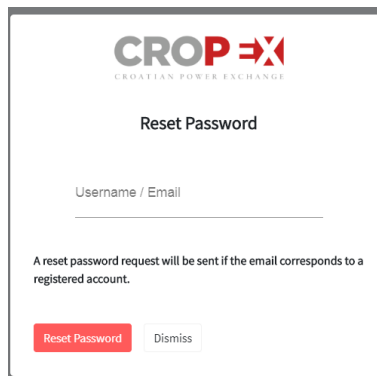 CROPEX
CROATIAN POWER EXCHANGE
Reset Password
Username / Email
A reset password request will be sent if the email corresponds to a
registered account.
Reset Password Dismiss